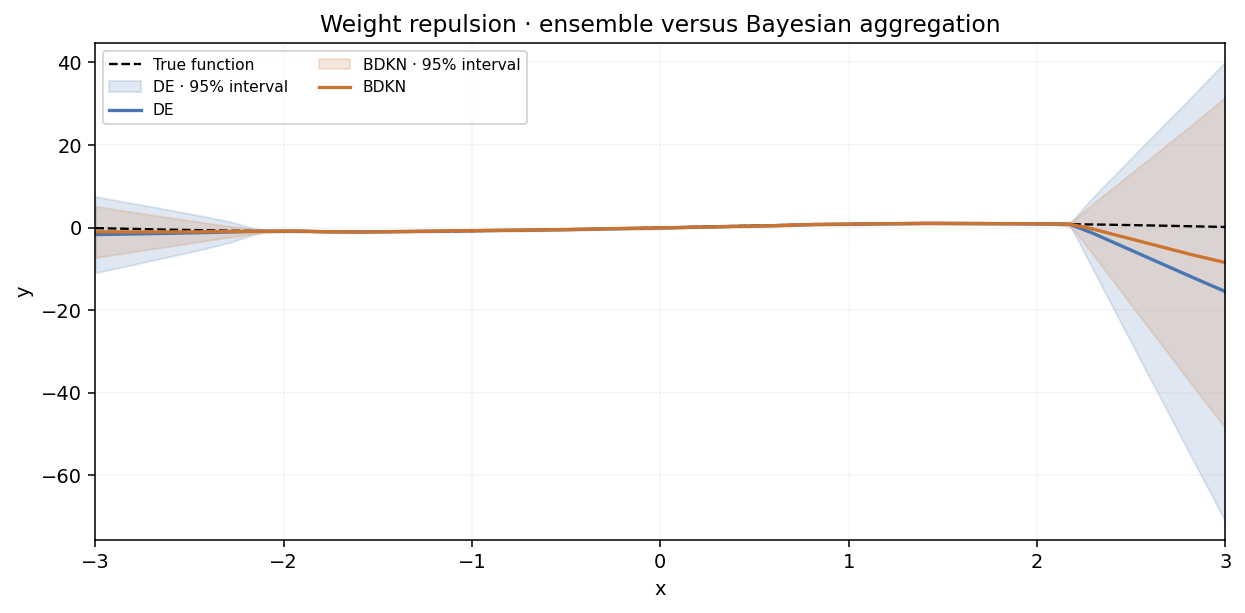 Weight repulsion · ensemble versus Bayesian aggregation
True function
DE · 95% interval
DE
BDKN · 95% interval
BDKN
y
40
20
0
−20
−40
−60
−3
−2
−1
0
1
2
3
x